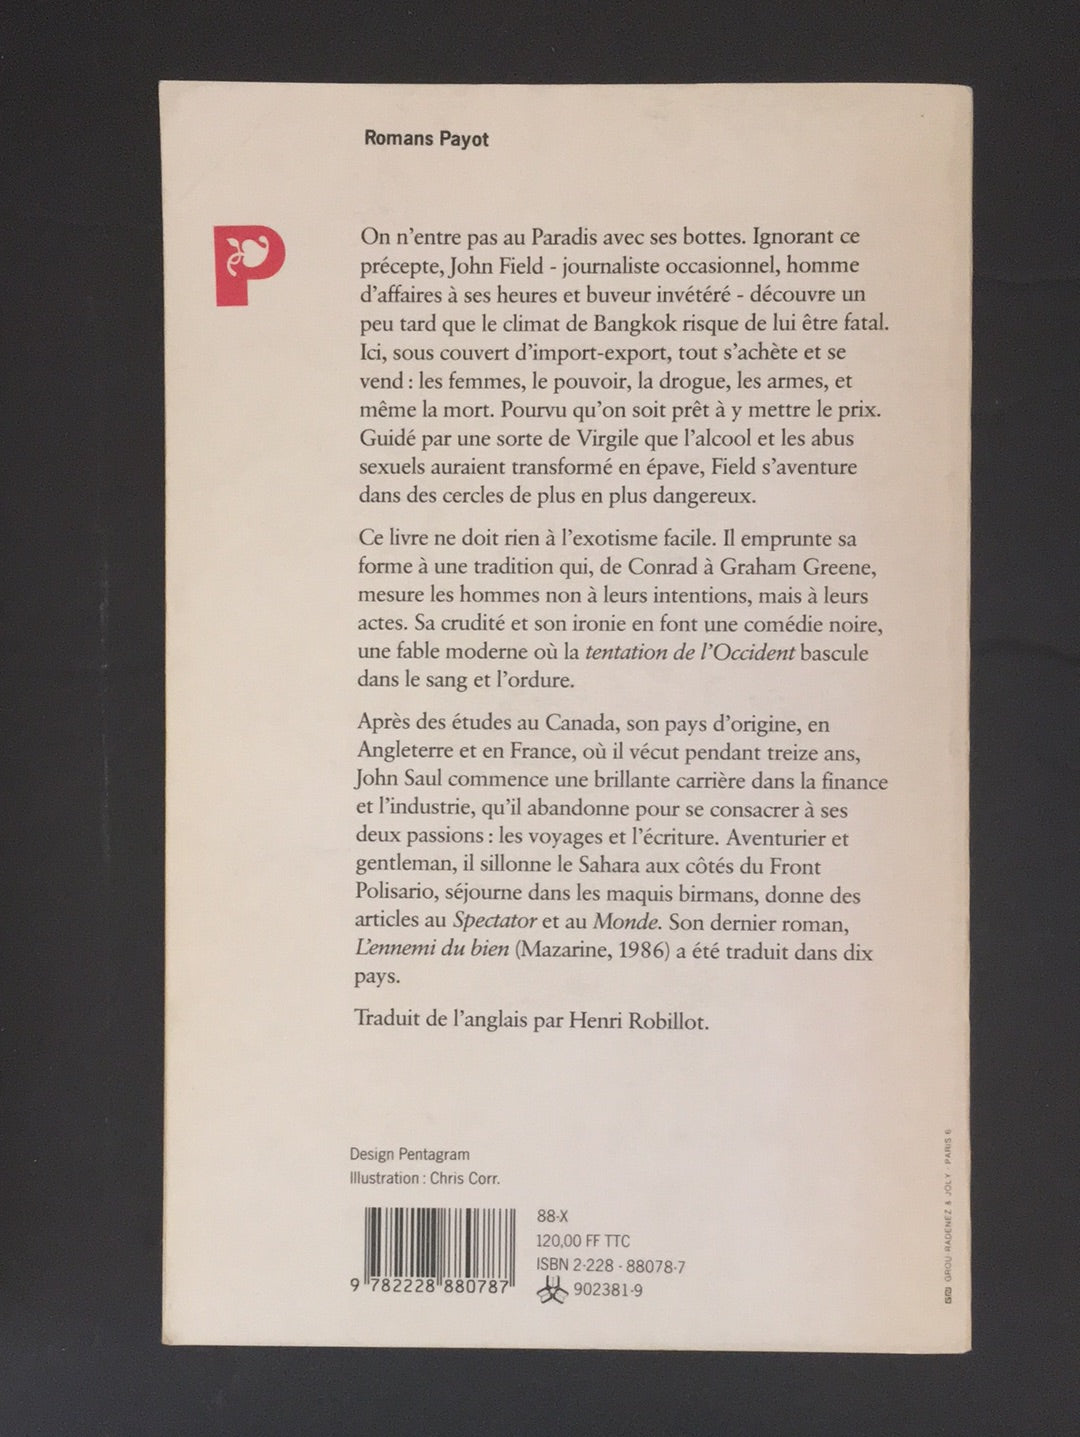 Romans Payot
P
On n'entre pas au Paradis avec ses bottes. Ignorant ce
précepte, John Field - journaliste occasionnel, homme
d'affaires à ses heures et buveur invétéré - découvre un
peu tard que le climat de Bangkok risque de lui être fatal.
Ici, sous couvert d'import-export, tout s'achète et se
vend : les femmes, le pouvoir, la drogue, les armes, et
même la mort. Pourvu qu'on soit prêt à y mettre le prix.
Guidé par une sorte de Virgile que l'alcool et les abus
sexuels auraient transformé en épave, Field s'aventure
dans des cercles de plus en plus dangereux.
Ce livre ne doit rien à l'exotisme facile. Il emprunte sa
forme à une tradition qui, de Conrad à Graham Greene,
mesure les hommes non à leurs intentions, mais à leurs
actes. Sa crudité et son ironie en font une comédie noire,
une fable moderne où la tentation de l'Occident bascule
dans le sang et l'ordure.
Après des études au Canada, son pays d'origine, en
Angleterre et en France, où il vécut pendant treize ans,
John Saul commence une brillante carrière dans la finance
et l'industrie, qu'il abandonne pour se consacrer à ses
deux passions : les voyages et l'écriture. Aventurier et
gentleman, il sillonne le Sahara aux côtés du Front
Polisario, séjourne dans les maquis birmans, donne des
articles au Spectator et au Monde. Son dernier roman,
L'ennemi du bien (Mazarine, 1986) a été traduit dans dix
pays.
Traduit de l'anglais par Henri Robillot.
Design Pentagram
Illustration : Chris Corr.
88-X
120,00 FF TTC
ISBN 2-228-88078-7
902381-9
9 782228 880787
GROU-RADENEZ & JOLY - PARIS 6